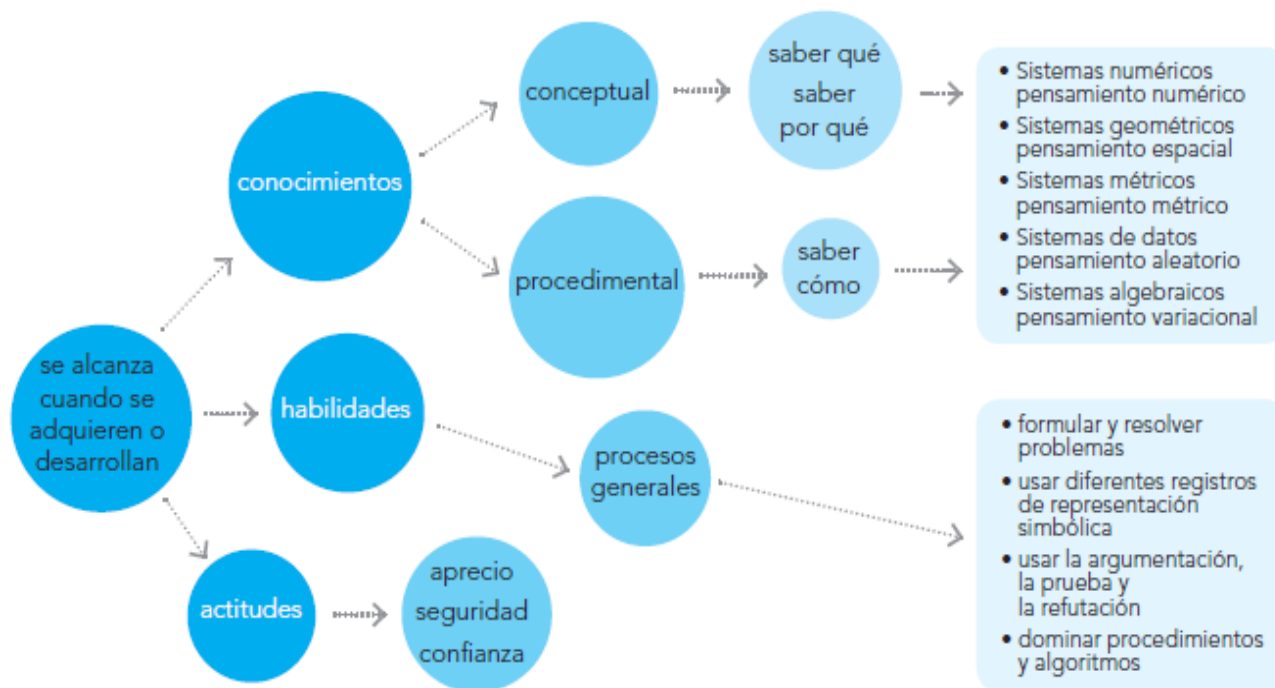 se alcanza
cuando se
adquieren o
desarrollan
conocimientos
conceptual
saber qué
saber
por qué
procedimental
saber
cómo
• Sistemas numéricos
pensamiento numérico
• Sistemas geométricos
pensamiento espacial
• Sistemas métricos
pensamiento métrico
• Sistemas de datos
pensamiento aleatorio
• Sistemas algebraicos
pensamiento variacional
habilidades
procesos
generales
• formular y resolver
problemas
• usar diferentes registros
de representación
simbólica
• usar la argumentación,
la prueba y
la refutación
• dominar procedimientos
y algoritmos
actitudes
aprecio
seguridad
confianza